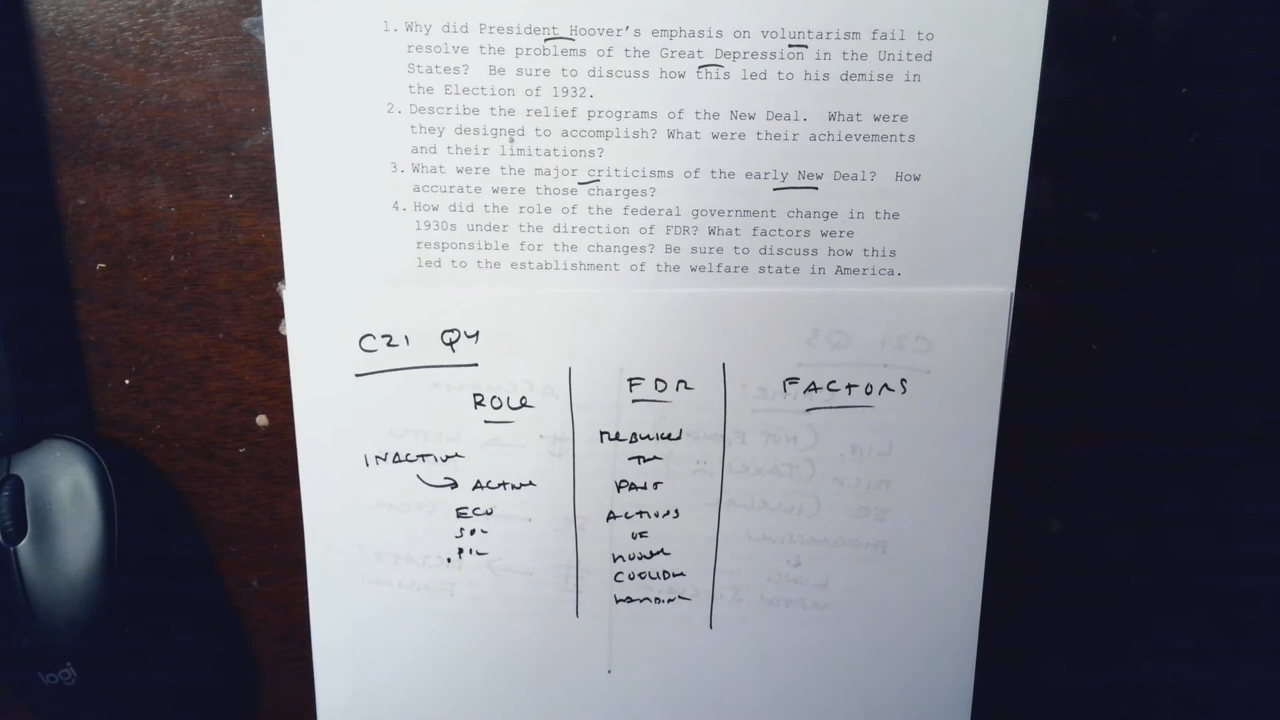 1. Why did President Hoover's emphasis on voluntarism fail to
resolve the problems of the Great Depression in the United
States? Be sure to discuss how this led to his demise in
the Election of 1932.
2. Describe the relief programs of the New Deal. What were
they designed to accomplish? What were their achievements
and their limitations?
3. What were the major criticisms of the early New Deal? How
accurate were those charges?
4. How did the role of the federal government change in the
1930s under the direction of FDR? What factors were
responsible for the changes? Be sure to discuss how this
led to the establishment of the welfare state in America.
C21 Q4
ROLE
INACTIVE
ACTIVE
ECO
SOC
POL
FDR
THE
PAST
ACTIONS
OF
HOOVER
COOLIDGE
HARDING
FACTORS
logi